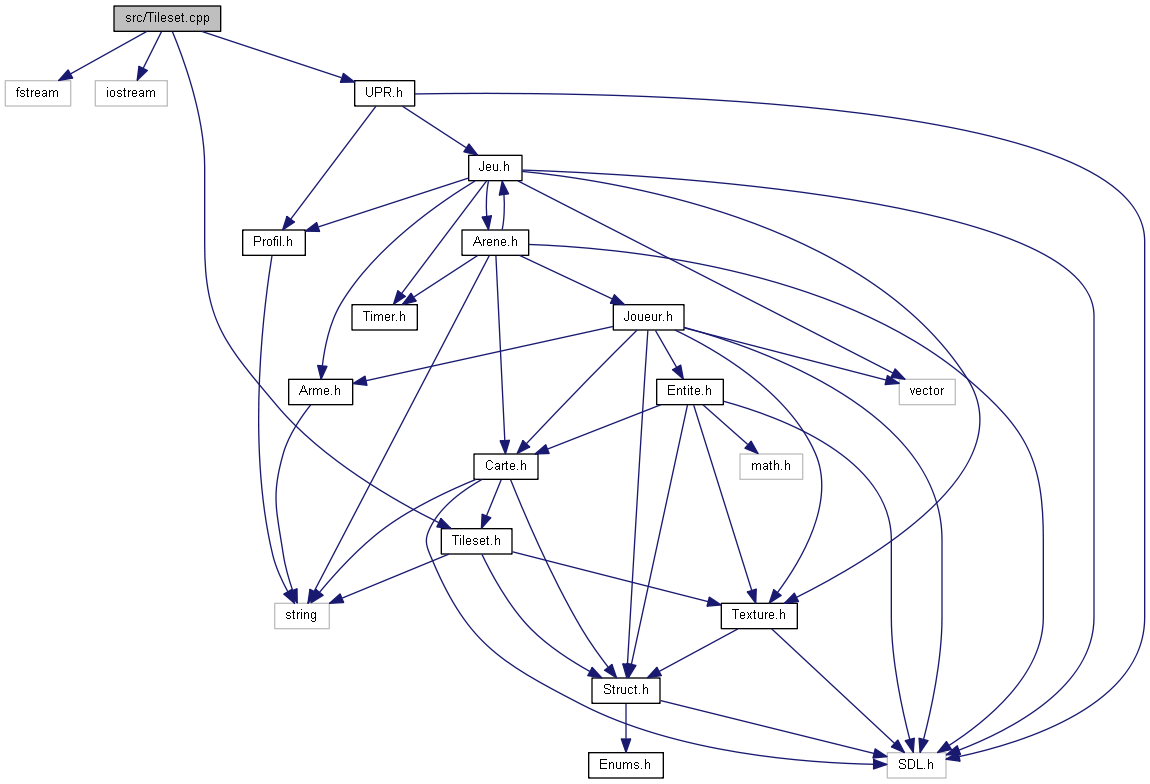 src/Tileset.cpp
fstream
iostream
UPR.h
Jeu.h
Profil.h
Arene.h
Timer.h
Joueur.h
Arme.h
Entite.h
vector
Carte.h
math.h
Tileset.h
string
Texture.h
Struct.h
Enums.h
SDL.h